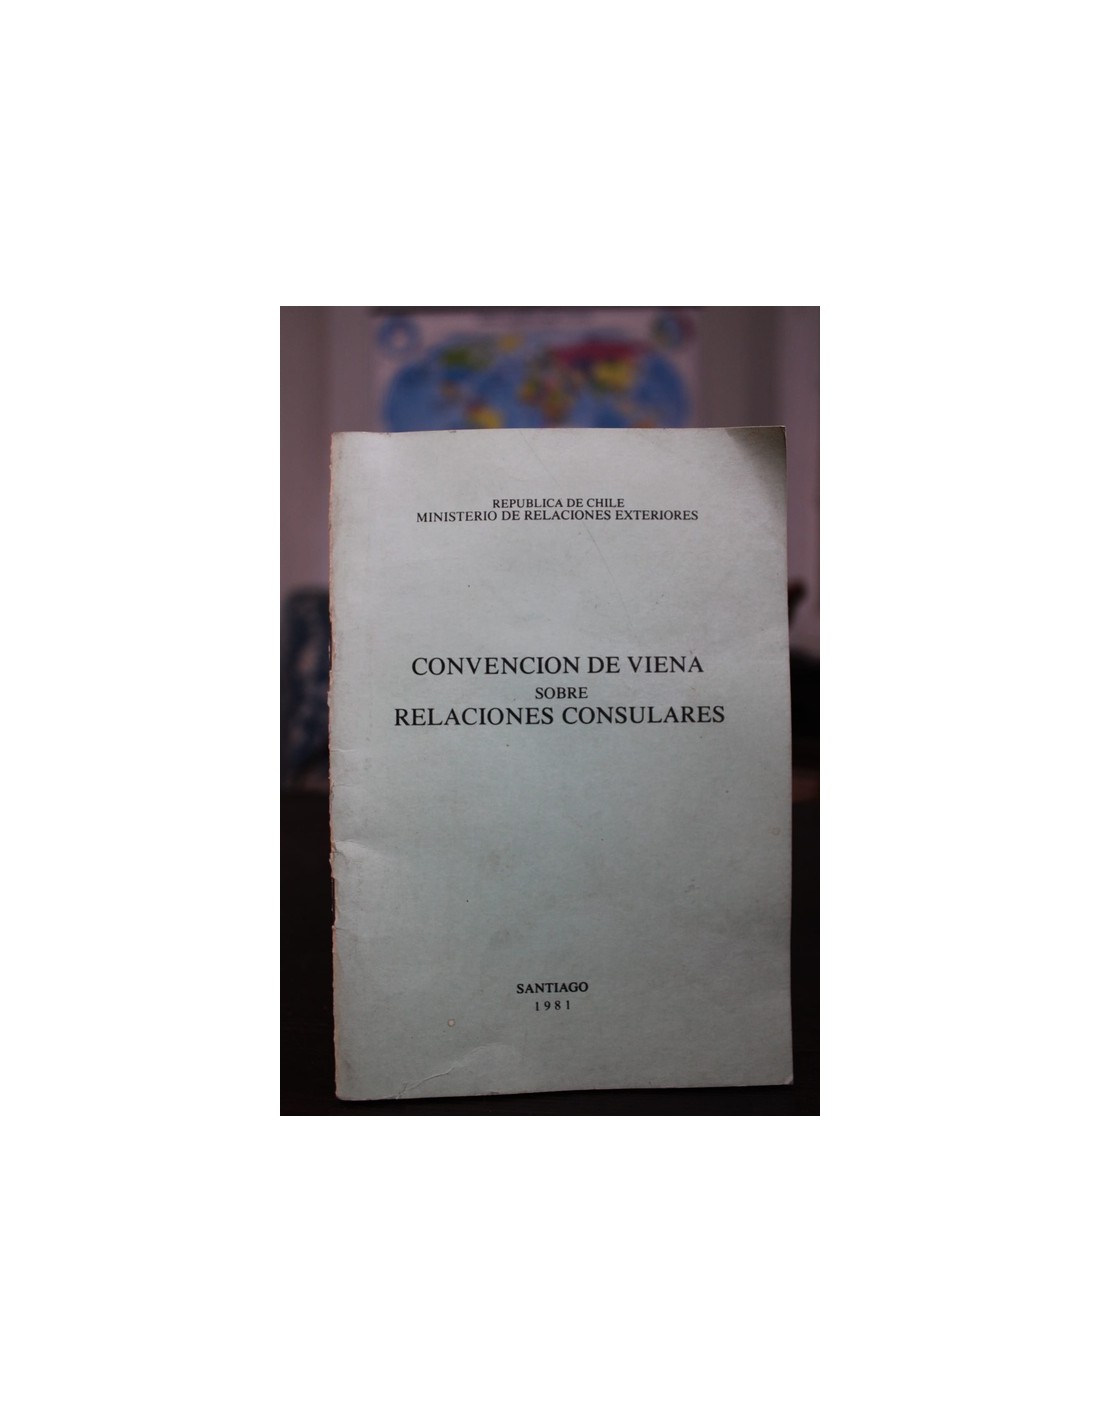 REPUBLICA DE CHILE
MINISTERIO DE RELACIONES EXTERIORES
CONVENCION DE VIENA
SOBRE
RELACIONES CONSULARES
SANTIAGO
1981